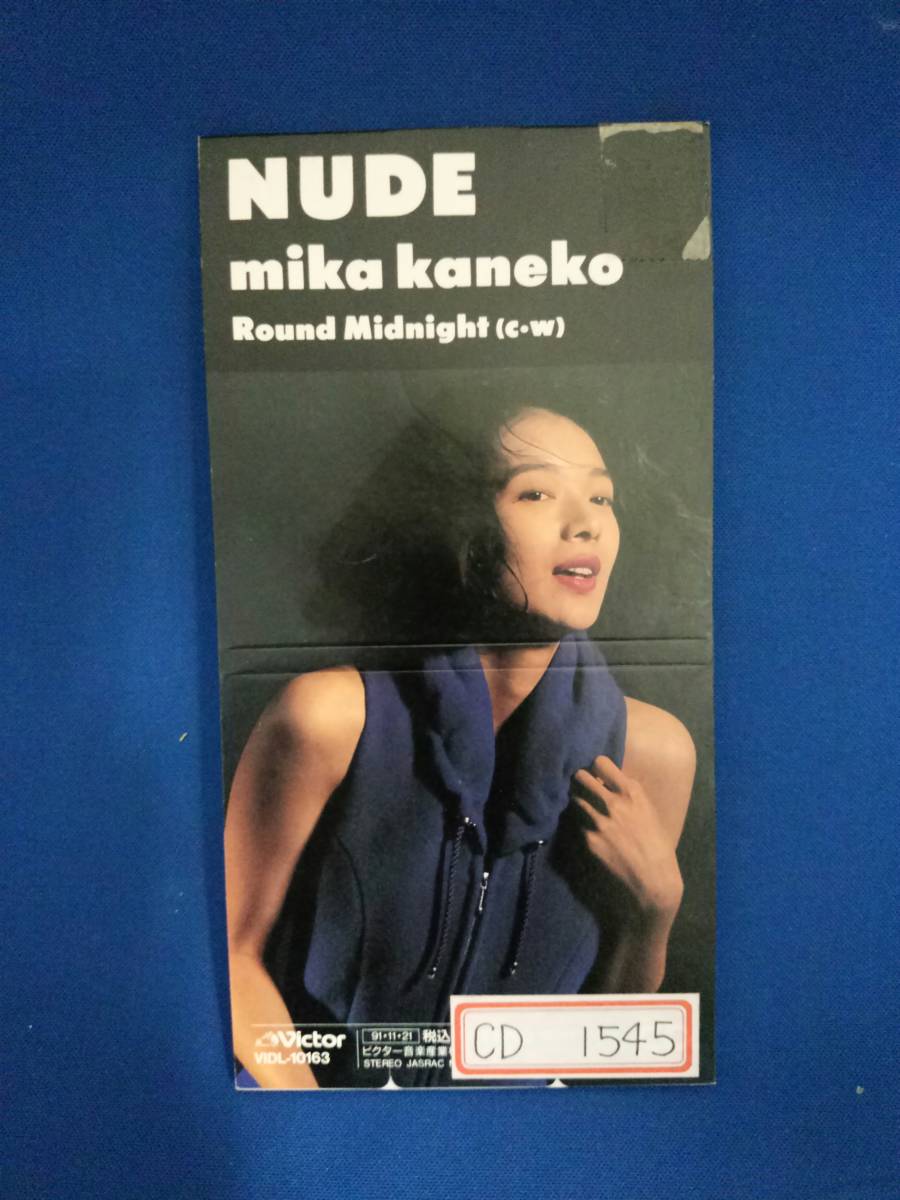 NUDE
mika kaneko
Round Midnight (c•w)
Victor
VIDL-10163
91•11•21 税込
ビクター音楽産業
STEREO JASRAC
CD 1545